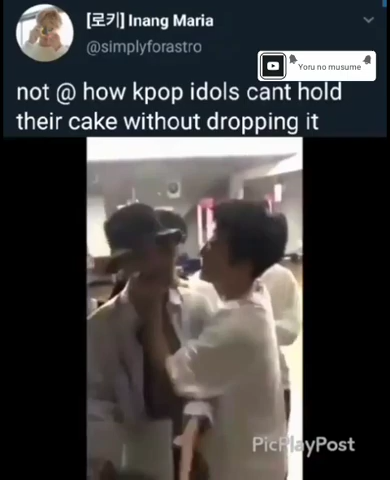 [로키] Inang Maria
@simplyforastro
Yoru no musume
not @ how kpop idols cant hold
their cake without dropping it
PicPlayPost